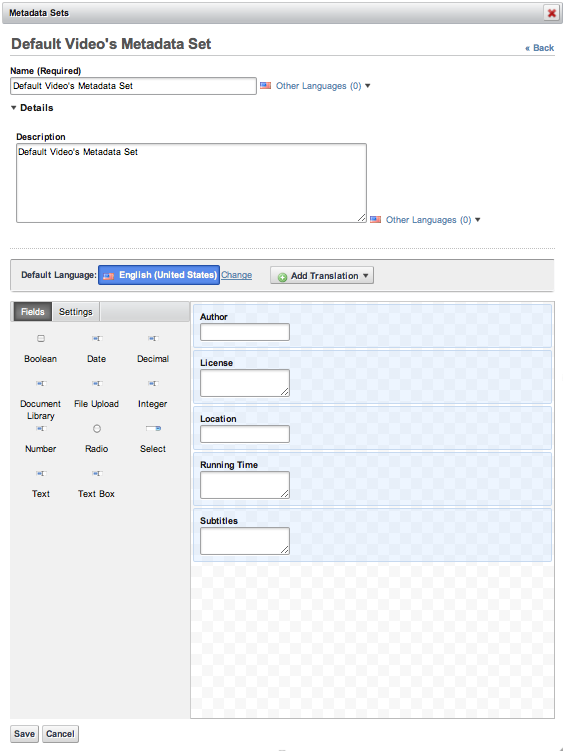 Metadata Sets
Default Video's Metadata Set
« Back
Name (Required)
Default Video's Metadata Set
Other Languages (0)
Details
Description
Default Video's Metadata Set
Other Languages (0)
Default Language: English (United States) Change
Add Translation
Fields
Settings
Boolean
Date
Decimal
Document Library
File Upload
Integer
Number
Radio
Select
Text
Text Box
Author
License
Location
Running Time
Subtitles
Save
Cancel